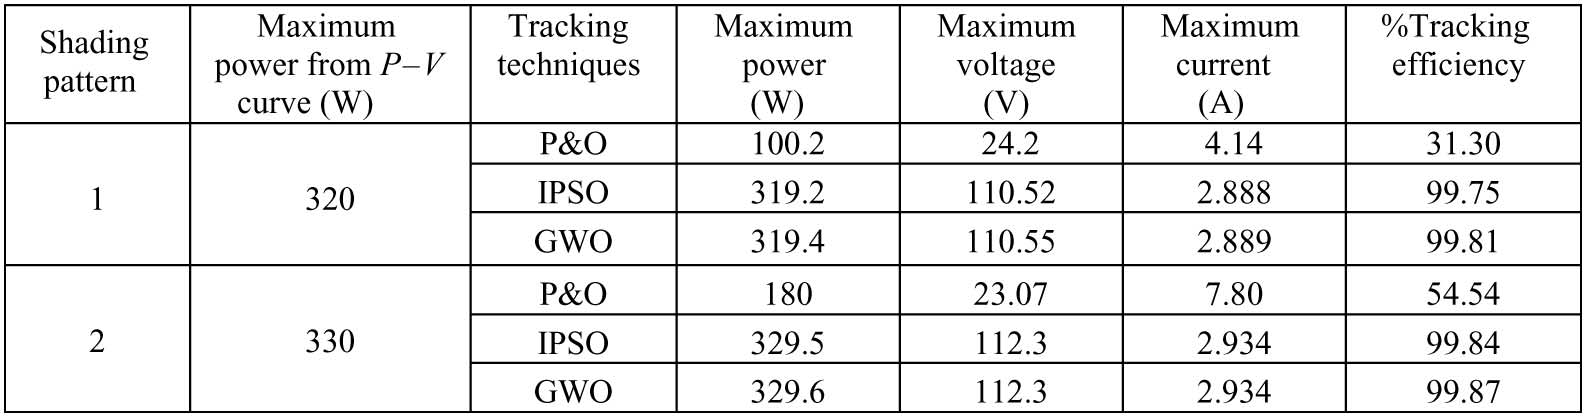 Shading pattern | Maximum power from P−V curve (W) | Tracking techniques | Maximum power (W) | Maximum voltage (V) | Maximum current (A) | %Tracking efficiency
1 | 320 | P&O | 100.2 | 24.2 | 4.14 | 31.30
IPSO | 319.2 | 110.52 | 2.888 | 99.75
GWO | 319.4 | 110.55 | 2.889 | 99.81
2 | 330 | P&O | 180 | 23.07 | 7.80 | 54.54
IPSO | 329.5 | 112.3 | 2.934 | 99.84
GWO | 329.6 | 112.3 | 2.934 | 99.87